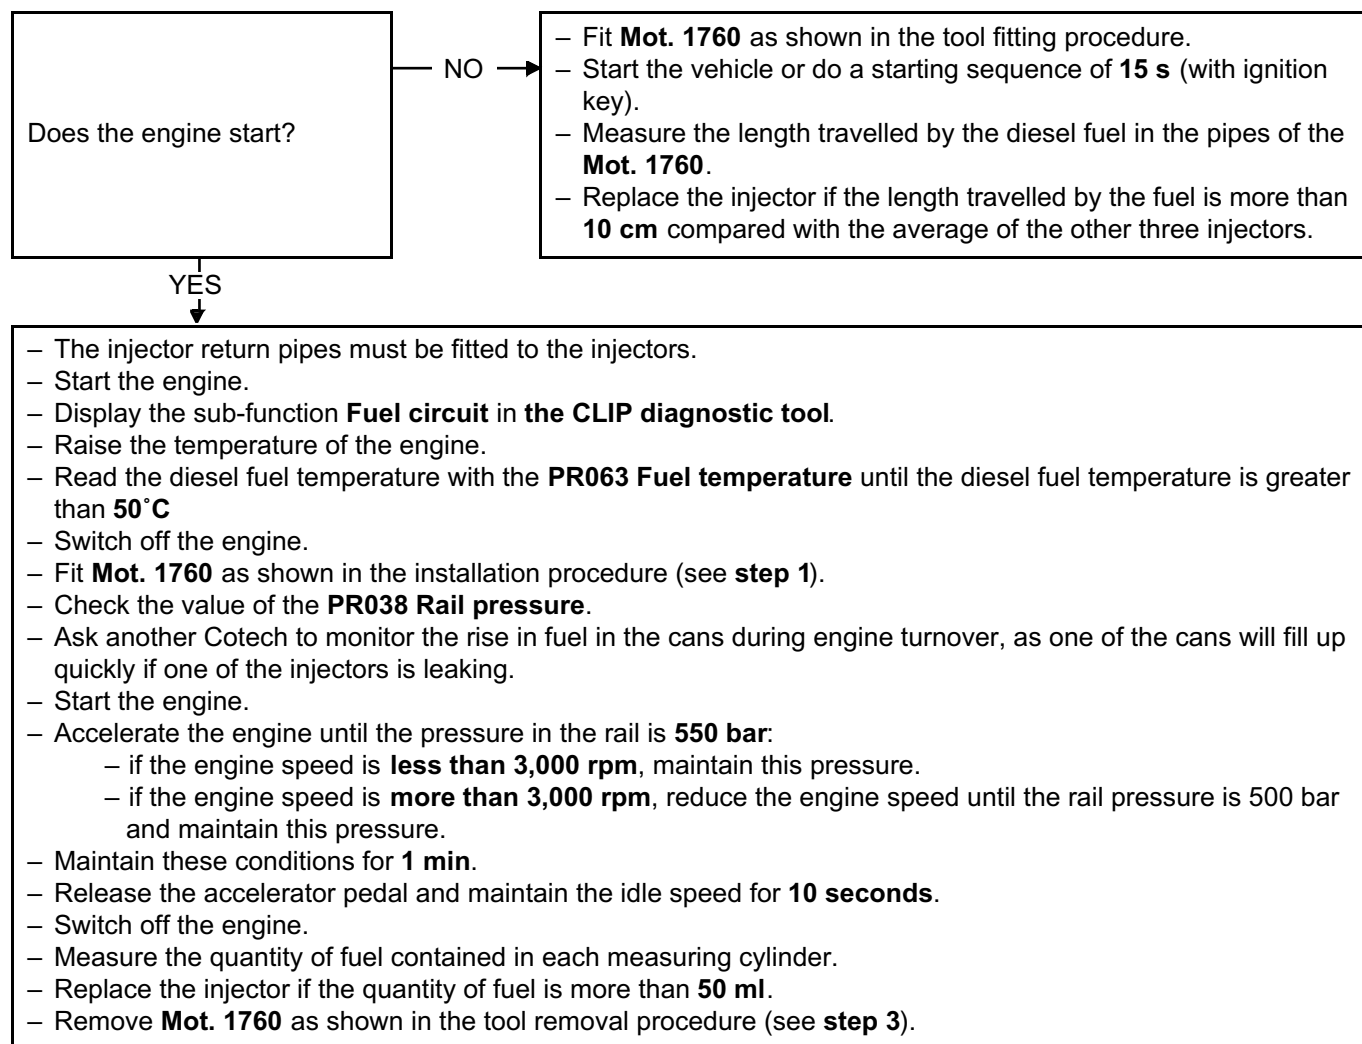 Does the engine start?
NO
– Fit Mot. 1760 as shown in the tool fitting procedure.
– Start the vehicle or do a starting sequence of 15 s (with ignition
key).
– Measure the length travelled by the diesel fuel in the pipes of the
Mot. 1760.
– Replace the injector if the length travelled by the fuel is more than
10 cm compared with the average of the other three injectors.
YES
– The injector return pipes must be fitted to the injectors.
– Start the engine.
– Display the sub-function Fuel circuit in the CLIP diagnostic tool.
– Raise the temperature of the engine.
– Read the diesel fuel temperature with the PR063 Fuel temperature until the diesel fuel temperature is greater
than 50˚C
– Switch off the engine.
– Fit Mot. 1760 as shown in the installation procedure (see step 1).
– Check the value of the PR038 Rail pressure.
– Ask another Cotech to monitor the rise in fuel in the cans during engine turnover, as one of the cans will fill up
quickly if one of the injectors is leaking.
– Start the engine.
– Accelerate the engine until the pressure in the rail is 550 bar:
– if the engine speed is less than 3,000 rpm, maintain this pressure.
– if the engine speed is more than 3,000 rpm, reduce the engine speed until the rail pressure is 500 bar
and maintain this pressure.
– Maintain these conditions for 1 min.
– Release the accelerator pedal and maintain the idle speed for 10 seconds.
– Switch off the engine.
– Measure the quantity of fuel contained in each measuring cylinder.
– Replace the injector if the quantity of fuel is more than 50 ml.
– Remove Mot. 1760 as shown in the tool removal procedure (see step 3).